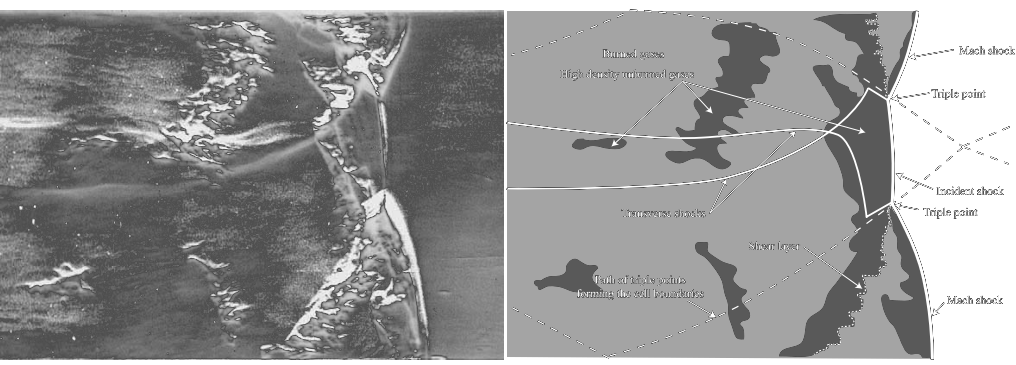 Burned gases
High density unburned gases
Mach shock
Triple point
Incident shock
Triple point
Transverse shocks
Shear layer
Path of triple points
forming the cell boundaries
Mach shock